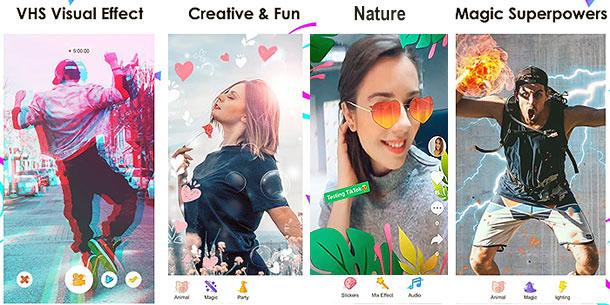 VHS Visual Effect
Creative & Fun
Nature
Magic Superpowers
5:00:00
Testing TikTok
Animal
Magic
Party
Stickers
Mix Effect
Audio
Animal
Magic
lighting